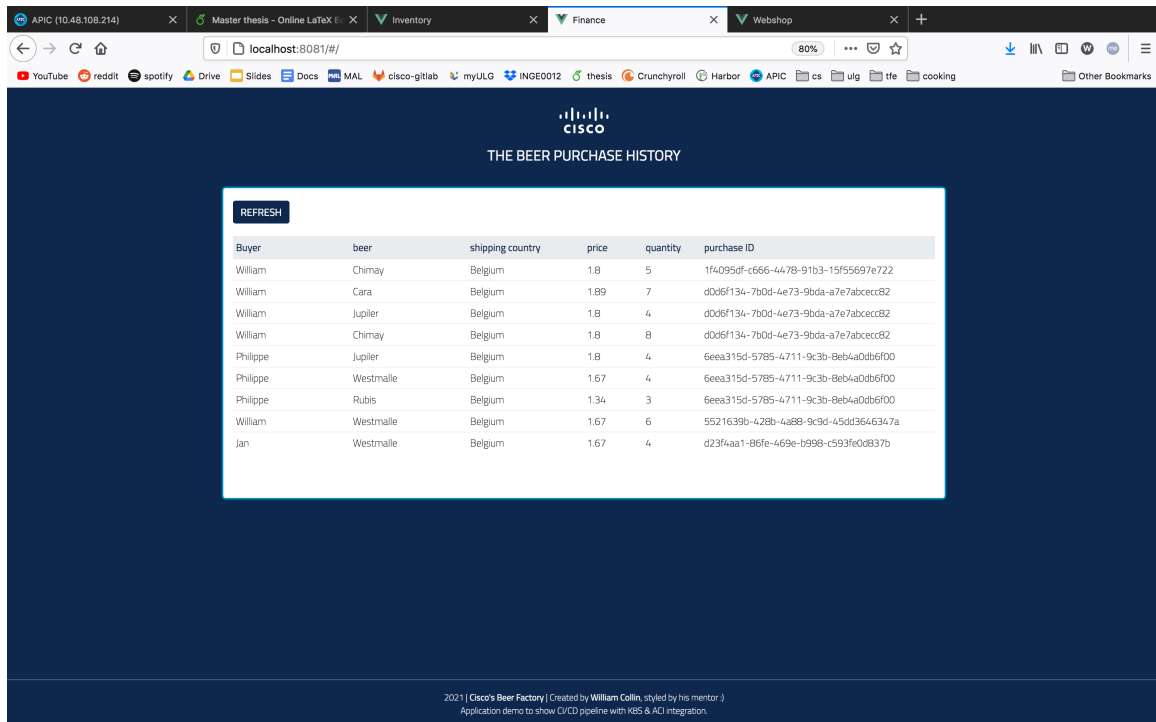 APIC (10.48.108.214) Master thesis - Online LaTeX Ec Inventory Finance Webshop
localhost:8081/#/ 80%
YouTube reddit spotify Drive Slides Docs MAL MAL cisco-gitlab myULG INGE0012 thesis Crunchyroll Harbor APIC cs ulg tfe cooking Other Bookmarks
CISCO
THE BEER PURCHASE HISTORY
REFRESH
Buyer beer shipping country price quantity purchase ID
William Chimay Belgium 1.8 5 1f4095df-c666-4478-91b3-15f55697e722
William Cara Belgium 1.89 7 d0d6f134-7b0d-4e73-9bda-a7e7abcecc82
William Jupiler Belgium 1.8 4 d0d6f134-7b0d-4e73-9bda-a7e7abcecc82
William Chimay Belgium 1.8 8 d0d6f134-7b0d-4e73-9bda-a7e7abcecc82
Philippe Jupiler Belgium 1.8 4 6eea315d-5785-4711-9c3b-8eb4a0db6f00
Philippe Westmalle Belgium 1.67 4 6eea315d-5785-4711-9c3b-8eb4a0db6f00
Philippe Rubis Belgium 1.34 3 6eea315d-5785-4711-9c3b-8eb4a0db6f00
William Westmalle Belgium 1.67 6 5521639b-428b-4a88-9c9d-45dd3646347a
Jan Westmalle Belgium 1.67 4 d23f4aa1-86fe-469e-b998-c593fe0d837b
2021 | Cisco's Beer Factory | Created by William Collin, styled by his mentor :)
Application demo to show CI/CD pipeline with K8S & ACI integration.